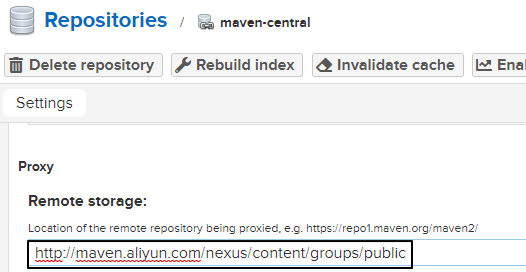 Repositories / maven-central
Delete repository Rebuild index Invalidate cache
Settings
Proxy
Remote storage:
Location of the remote repository being proxied, e.g. https://repo1.maven.org/maven2/
http://maven.aliyun.com/nexus/content/groups/public